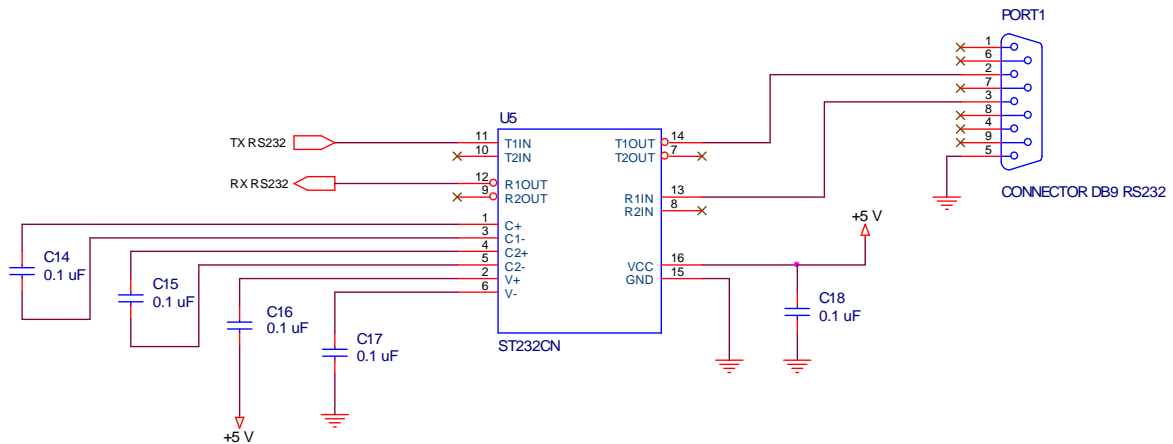 PORT1
1
6
2
7
3
8
4
9
5
CONNECTOR DB9 RS232
U5
TX RS232
11 T1IN
10 T2IN
RX RS232
12 R1OUT
9 R2OUT
1 C+
3 C1-
4 C2+
5 C2-
2 V+
6 V-
T1OUT 14
T2OUT 7
R1IN 13
R2IN 8
VCC 16
GND 15
ST232CN
+5 V
C14
0.1 uF
C15
0.1 uF
C16
0.1 uF
C17
0.1 uF
C18
0.1 uF
+5 V